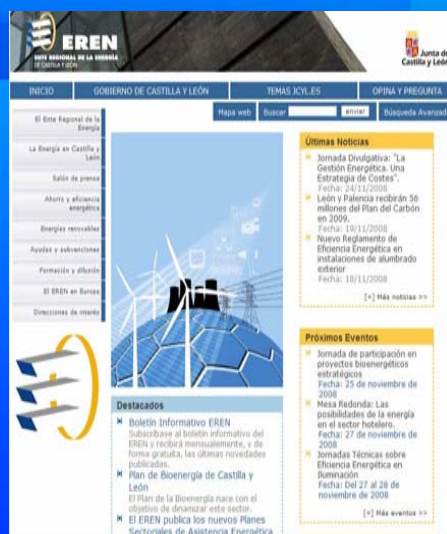 EREN
ENTE REGIONAL DE LA ENERGÍA
DE CASTILLA Y LEÓN
Junta de
Castilla y León
INICIO
GOBIERNO DE CASTILLA Y LEÓN
TEMAS JCYL.ES
OPINA Y PREGUNTA
Mapa web
Buscar
enviar
Búsqueda Avanzad
El Ente Regional de la
Energía
La Energía en Castilla y
León
Salón de prensa
Ahorro y eficiencia
energética
Energías renovables
Ayudas y subvenciones
Formación y difusión
El EREN en Europa
Direcciones de interés
Destacados
Boletin Informativo EREN
Subscríbase al boletín informativo del
EREN y recibirá mensualmente, y de
forma gratuita, las últimas novedades
publicadas.
Plan de Bioenergía de Castilla y
León
El Plan de la Bioenergía nace con el
objetivo de dinamizar este sector.
El EREN publica los nuevos Planes
Sectoriales de Asistencia Energética
Últimas Noticias
Jornada Divulgativa: "La
Gestión Energética. Una
Estrategia de Costes".
Fecha: 24/11/2008
León y Palencia recibirán 56
millones del Plan del Carbón
en 2009.
Fecha: 19/11/2008
Nuevo Reglamento de
Eficiencia Energética en
instalaciones de alumbrado
exterior
Fecha: 18/11/2008
[+] Más noticias >>
Próximos Eventos
Jornada de participación en
proyectos bioenergéticos
estratégicos
Fecha: 25 de noviembre de
2008
Mesa Redonda: Las
posibilidades de la energía
en el sector hotelero.
Fecha: 27 de noviembre de
2008
Jornadas Técnicas sobre
Eficiencia Energética en
Iluminación
Fecha: Del 27 al 28 de
noviembre de 2008
[+] Más eventos >>